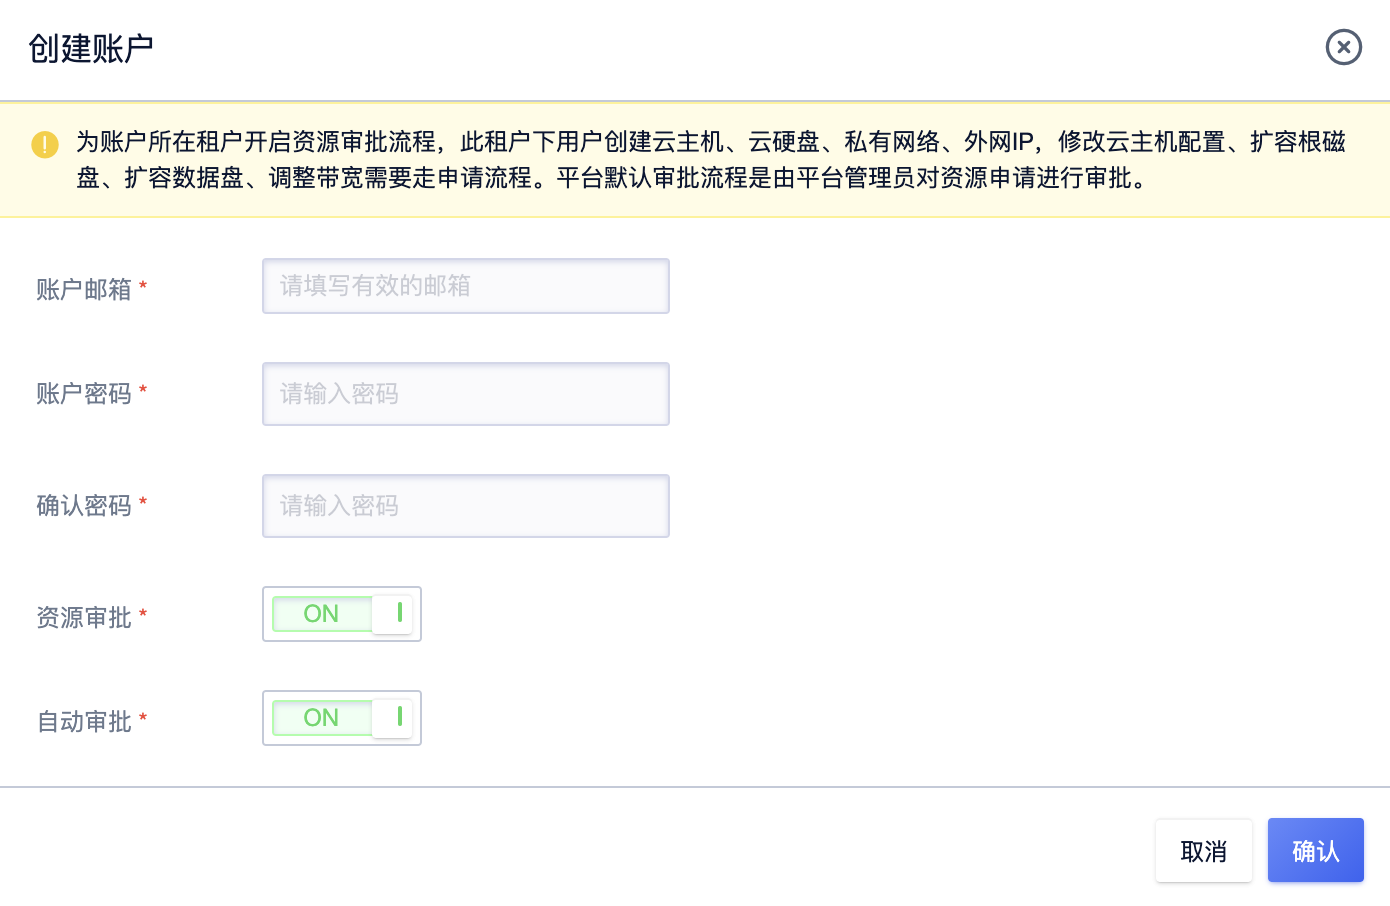 创建账户
为账户所在租户开启资源审批流程，此租户下用户创建云主机、云硬盘、私有网络、外网IP，修改云主机配置、扩容根磁
盘、扩容数据盘、调整带宽需要走申请流程。平台默认审批流程是由平台管理员对资源申请进行审批。
账户邮箱 * 请填写有效的邮箱
账户密码 * 请输入密码
确认密码 * 请输入密码
资源审批 * ON
自动审批 * ON
取消 确认